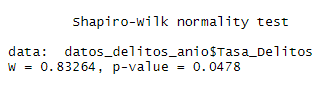 Shapiro-Wilk normality test
data:  datos_delitos_anio$Tasa_Delitos
W = 0.83264, p-value = 0.0478